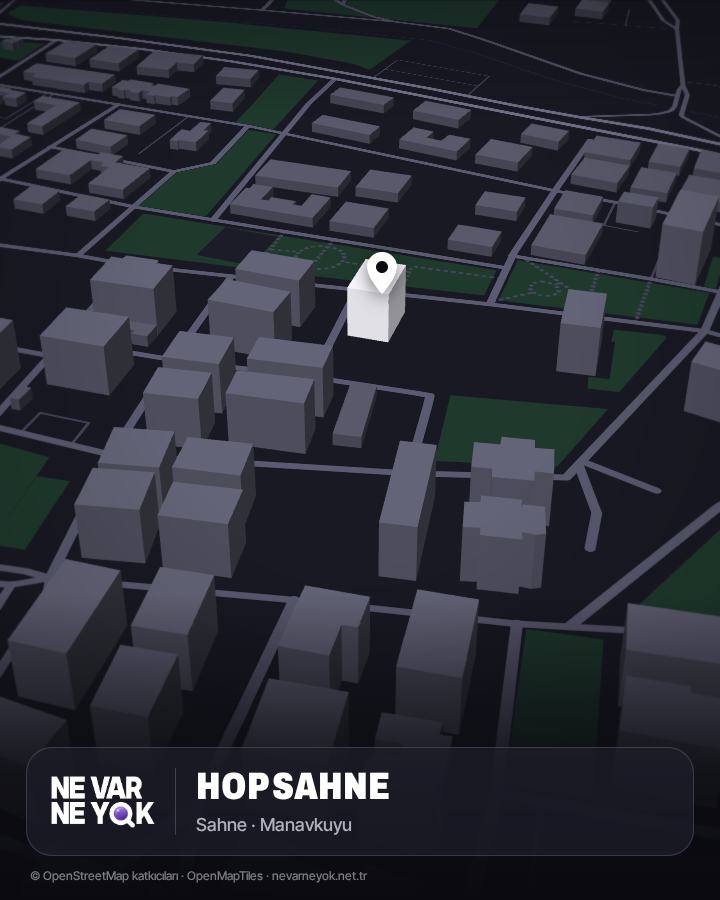 NE VAR
NE YOK
HOPSAHNE
Sahne · Manavkuyu
© OpenStreetMap katkıcıları · OpenMapTiles · nevarneyok.net.tr